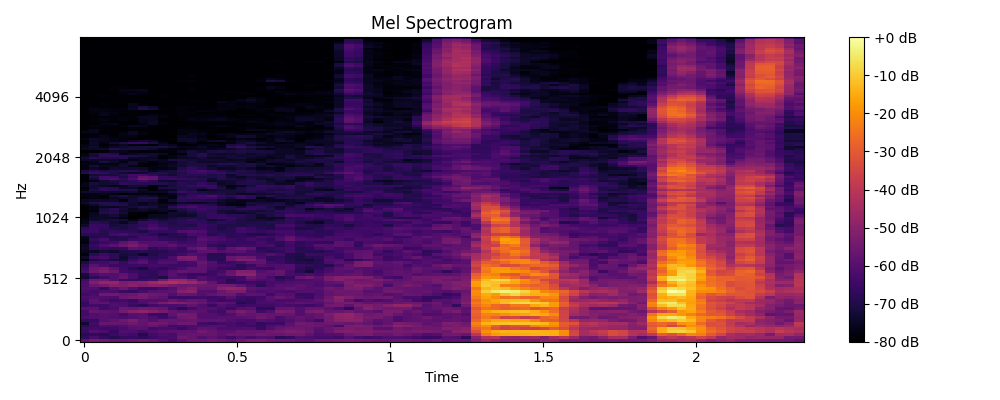 Mel Spectrogram
Hz
4096
2048
1024
512
0
0
0.5
1
1.5
2
Time
+0 dB
-10 dB
-20 dB
-30 dB
-40 dB
-50 dB
-60 dB
-70 dB
-80 dB